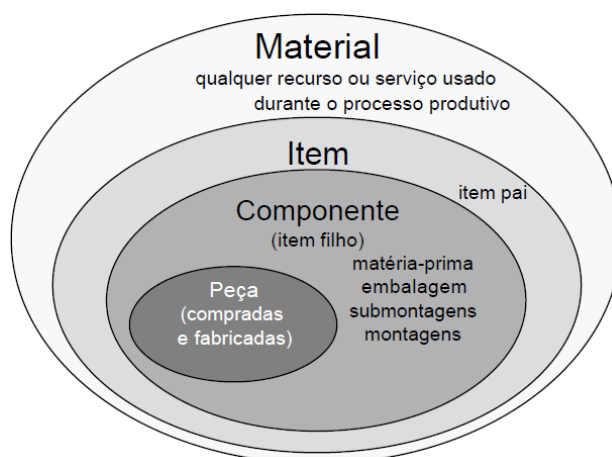 Material
qualquer recurso ou serviço usado
durante o processo produtivo
Item
item pai
Componente
(item filho)
matéria-prima
embalagem
submontagens
montagens
Peça
(compradas
e fabricadas)